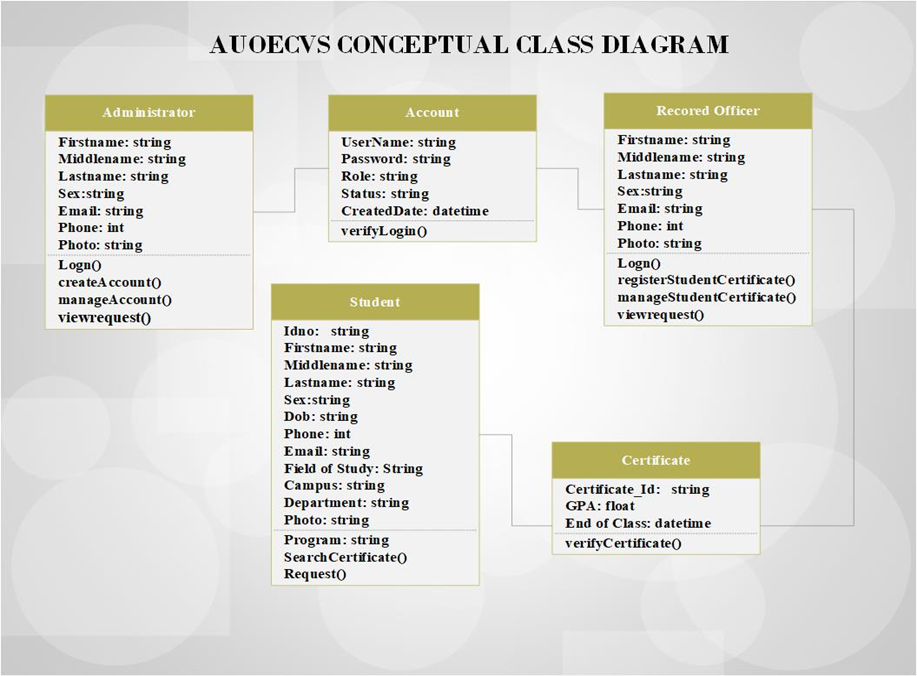 AUOECVS CONCEPTUAL CLASS DIAGRAM
Administrator
Firstname: string
Middlename: string
Lastname: string
Sex:string
Email: string
Phone: int
Photo: string
Logn()
createAccount()
manageAccount()
viewrequest()
Account
UserName: string
Password: string
Role: string
Status: string
CreatedDate: datetime
verifyLogin()
Recored Officer
Firstname: string
Middlename: string
Lastname: string
Sex:string
Email: string
Phone: int
Photo: string
Logn()
registerStudentCertificate()
manageStudentCertificate()
viewrequest()
Student
Idno: string
Firstname: string
Middlename: string
Lastname: string
Sex:string
Dob: string
Phone: int
Email: string
Field of Study: String
Campus: string
Department: string
Photo: string
Program: string
SearchCertificate()
Request()
Certificate
Certificate_Id: string
GPA: float
End of Class: datetime
verifyCertificate()